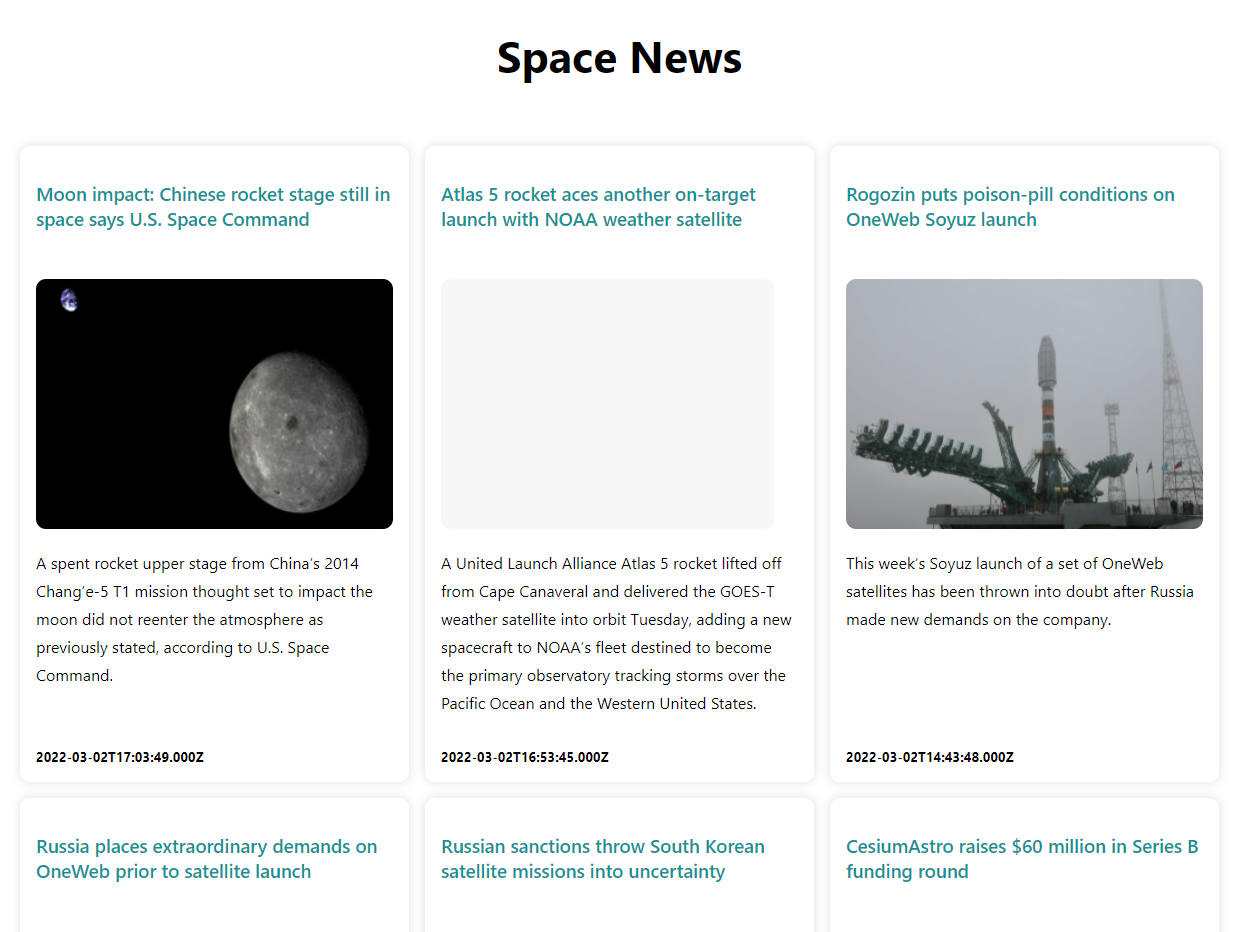 Space News
Moon impact: Chinese rocket stage still in
space says U.S. Space Command
A spent rocket upper stage from China’s 2014
Chang’e-5 T1 mission thought set to impact the
moon did not reenter the atmosphere as
previously stated, according to U.S. Space
Command.
2022-03-02T17:03:49.000Z
Atlas 5 rocket aces another on-target
launch with NOAA weather satellite
A United Launch Alliance Atlas 5 rocket lifted off
from Cape Canaveral and delivered the GOES-T
weather satellite into orbit Tuesday, adding a new
spacecraft to NOAA’s fleet destined to become
the primary observatory tracking storms over the
Pacific Ocean and the Western United States.
2022-03-02T16:53:45.000Z
Rogozin puts poison-pill conditions on
OneWeb Soyuz launch
This week’s Soyuz launch of a set of OneWeb
satellites has been thrown into doubt after Russia
made new demands on the company.
2022-03-02T14:43:48.000Z
Russia places extraordinary demands on
OneWeb prior to satellite launch
Russian sanctions throw South Korean
satellite missions into uncertainty
CesiumAstro raises $60 million in Series B
funding round